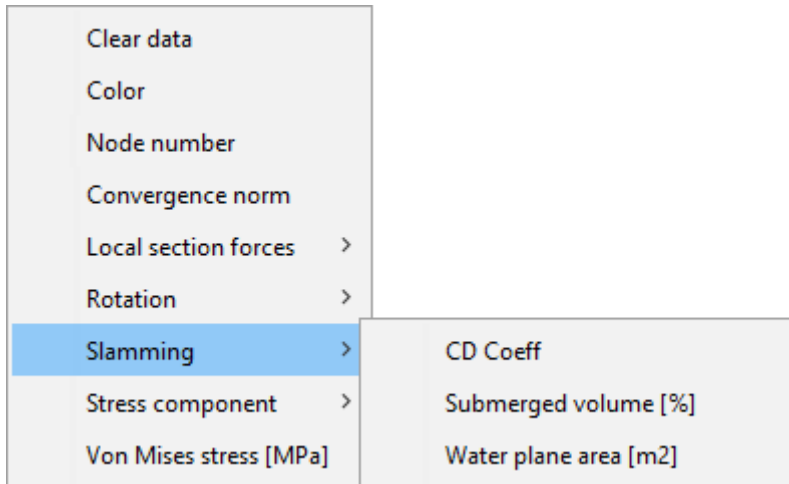 Clear data
Color
Node number
Convergence norm
Local section forces
Rotation
Slamming
CD Coeff
Stress component
Submerged volume [%]
Von Mises stress [MPa]
Water plane area [m2]